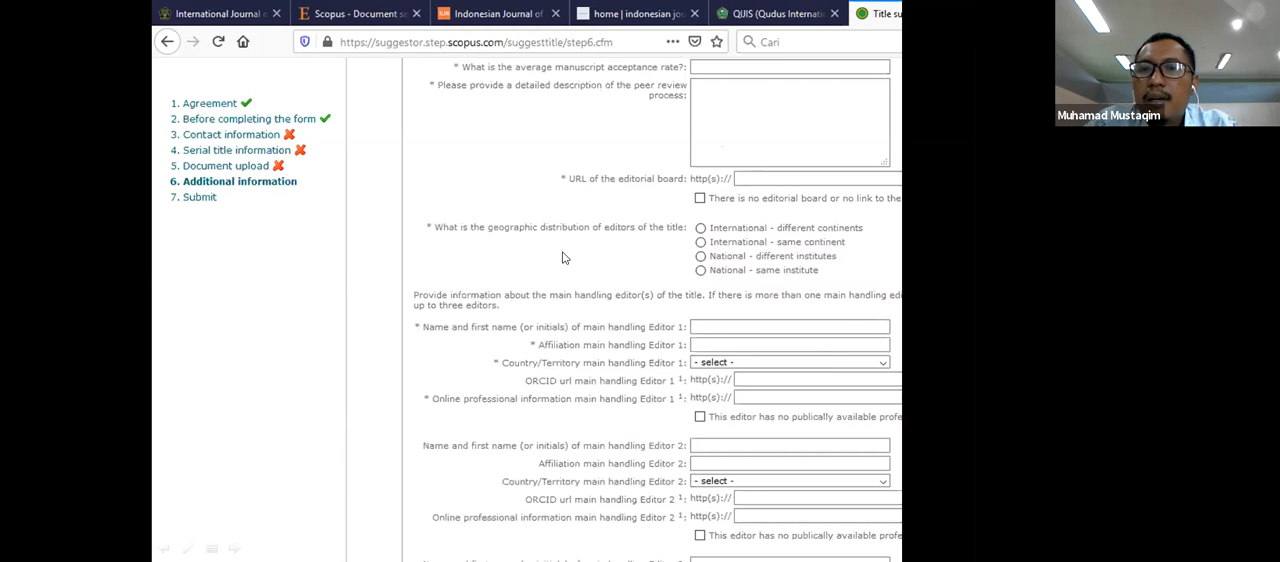 International Journal o
Scopus - Document se
Indonesian Journal of
home | indonesian jou
QIJIS (Qudus Internatio
Title su
https://suggestor.step.scopus.com/suggesttitle/step6.cfm
Cari
Muhamad Mustaqim
1. Agreement
2. Before completing the form
3. Contact information
4. Serial title information
5. Document upload
6. Additional information
7. Submit
* What is the average manuscript acceptance rate?:
* Please provide a detailed description of the peer review
process:
* URL of the editorial board: http(s)://
There is no editorial board or no link to the
* What is the geographic distribution of editors of the title:
International - different continents
International - same continent
National - different institutes
National - same institute
Provide information about the main handling editor(s) of the title. If there is more than one main handling edi
up to three editors.
* Name and first name (or initials) of main handling Editor 1:
* Affiliation main handling Editor 1:
* Country/Territory main handling Editor 1: - select -
ORCID url main handling Editor 1 ¹: http(s)://
* Online professional information main handling Editor 1 ¹: http(s)://
This editor has no publically available profe
Name and first name (or initials) of main handling Editor 2:
Affiliation main handling Editor 2:
Country/Territory main handling Editor 2: - select -
ORCID url main handling Editor 2 ¹: http(s)://
Online professional information main handling Editor 2 ¹: http(s)://
This editor has no publically available profe